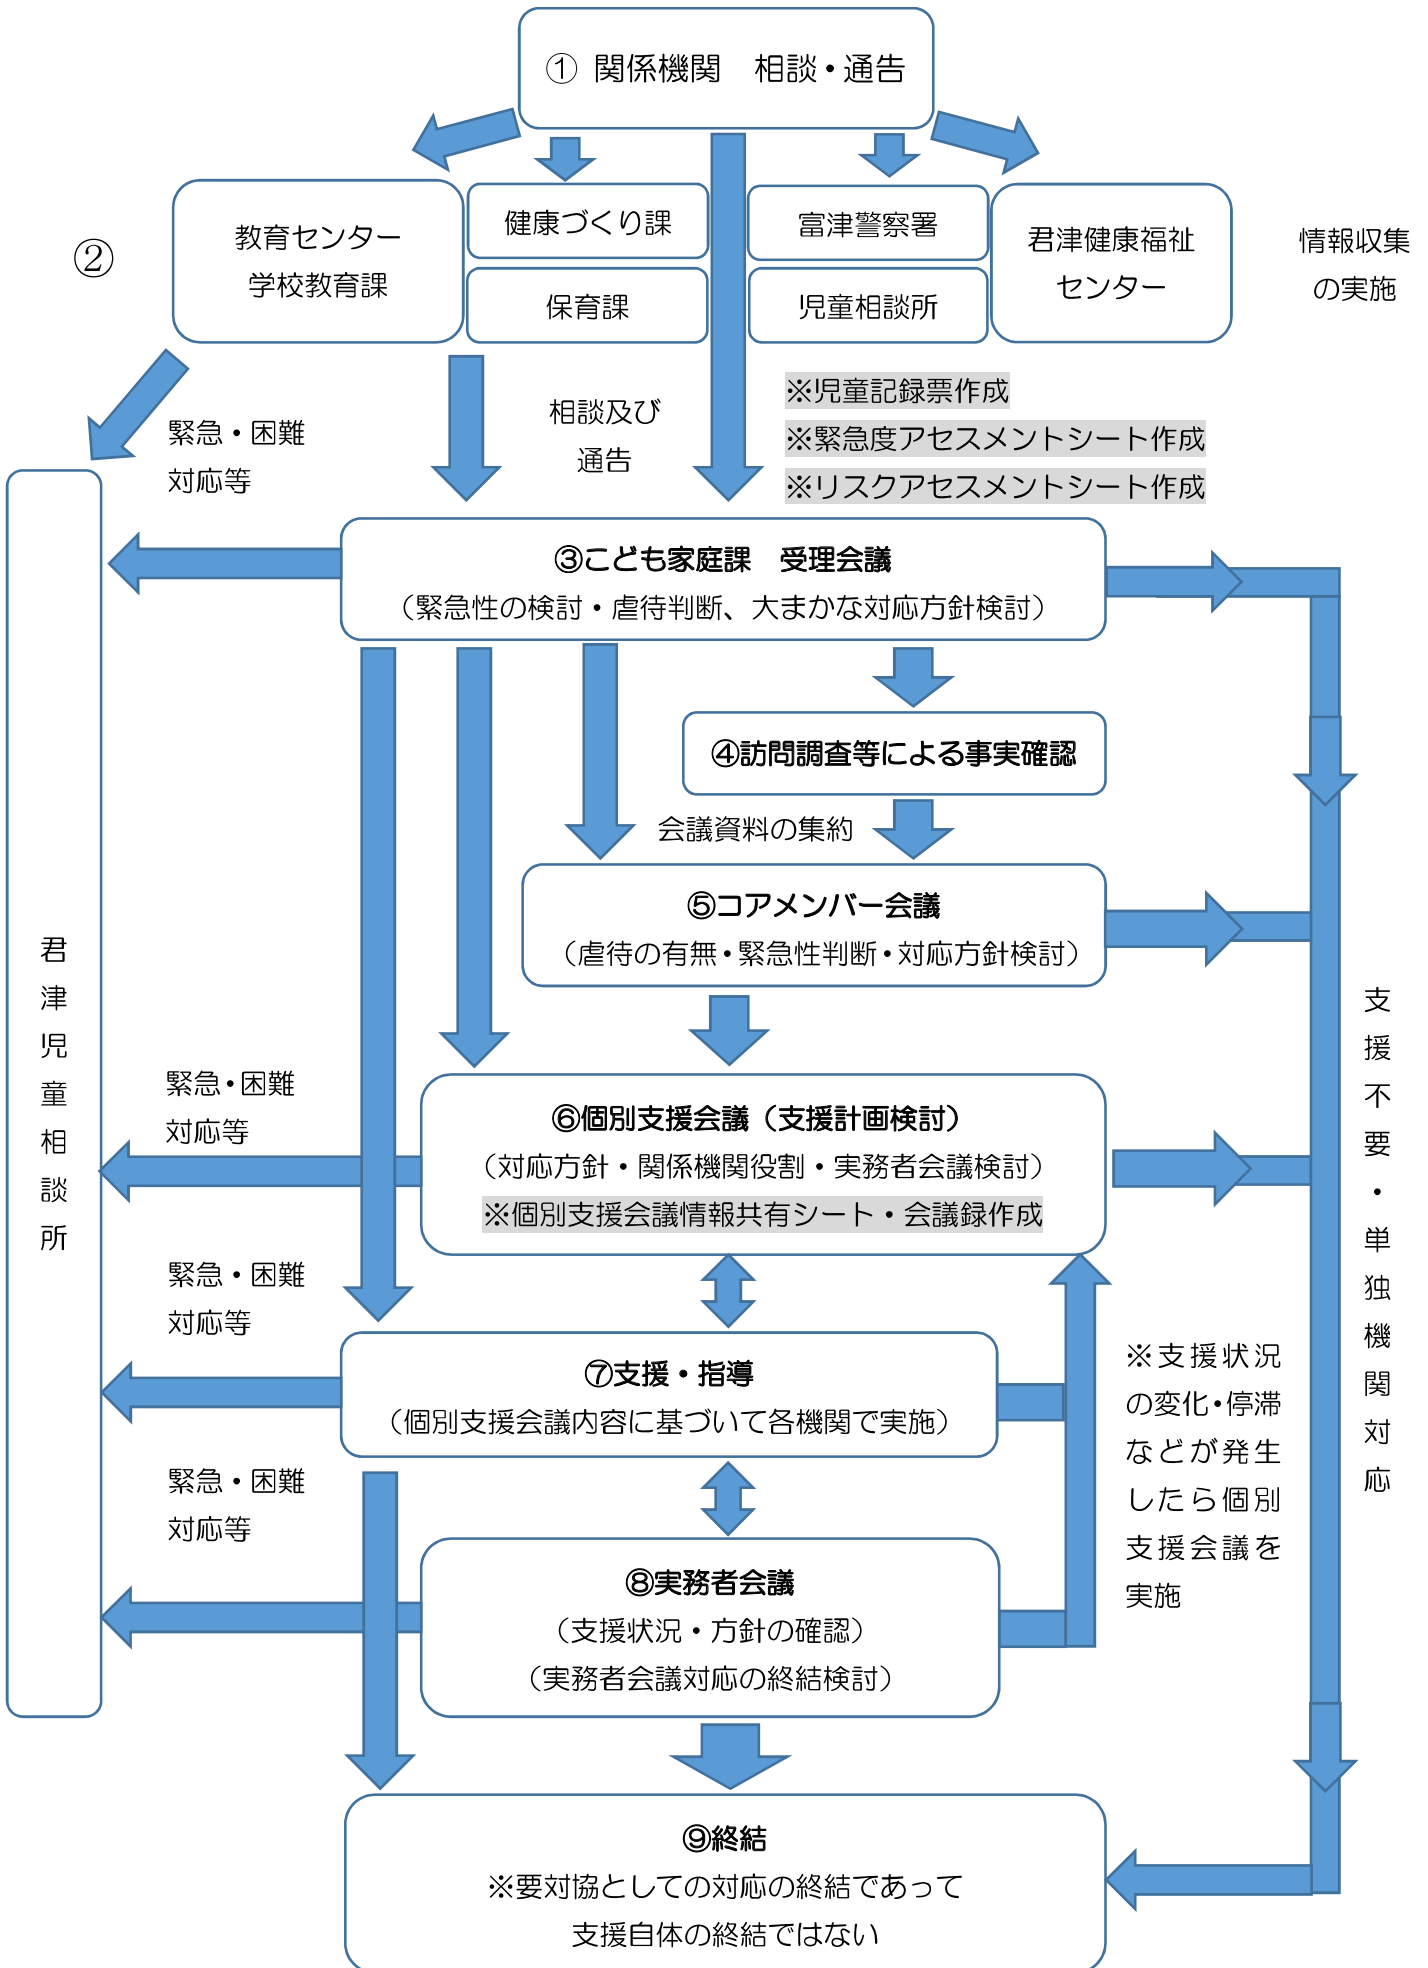 ① 関係機関　相談・通告
②
教育センター
学校教育課
健康づくり課
保育課
富津警察署
児童相談所
君津健康福祉
センター
情報収集
の実施
緊急・困難
対応等
相談及び
通告
※児童記録票作成
※緊急度アセスメントシート作成
※リスクアセスメントシート作成
③こども家庭課　受理会議
（緊急性の検討・虐待判断、大まかな対応方針検討）
④訪問調査等による事実確認
会議資料の集約
⑤コアメンバー会議
（虐待の有無・緊急性判断・対応方針検討）
君津児童相談所
支援不要・単独機関対応
緊急・困難
対応等
⑥個別支援会議（支援計画検討）
（対応方針・関係機関役割・実務者会議検討）
※個別支援会議情報共有シート・会議録作成
緊急・困難
対応等
⑦支援・指導
（個別支援会議内容に基づいて各機関で実施）
※支援状況
の変化・停滞
などが発生
したら個別
支援会議を
実施
緊急・困難
対応等
⑧実務者会議
（支援状況・方針の確認）
（実務者会議対応の終結検討）
⑨終結
※要対協としての対応の終結であって
支援自体の終結ではない